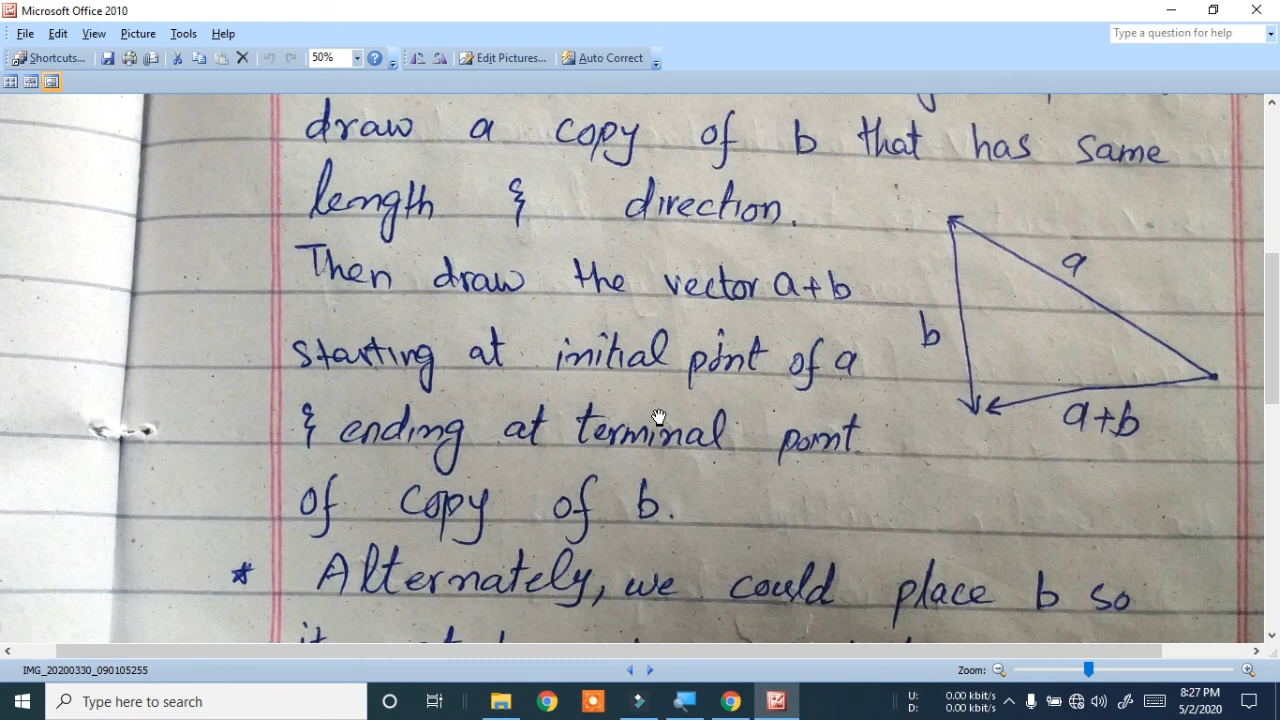 Microsoft Office 2010
File Edit View Picture Tools Help
Type a question for help
Shortcuts... 50% Edit Pictures... Auto Correct
draw a copy of b that has same
length & direction.
Then draw the vector a+b
starting at initial point of a
& ending at terminal point
of copy of b.
a
b
a+b
* Alternately, we could place b so
IMG_20200330_090105255
Zoom:
Type here to search
U: 0.00 kbit/s
D: 0.00 kbit/s
8:27 PM
5/2/2020